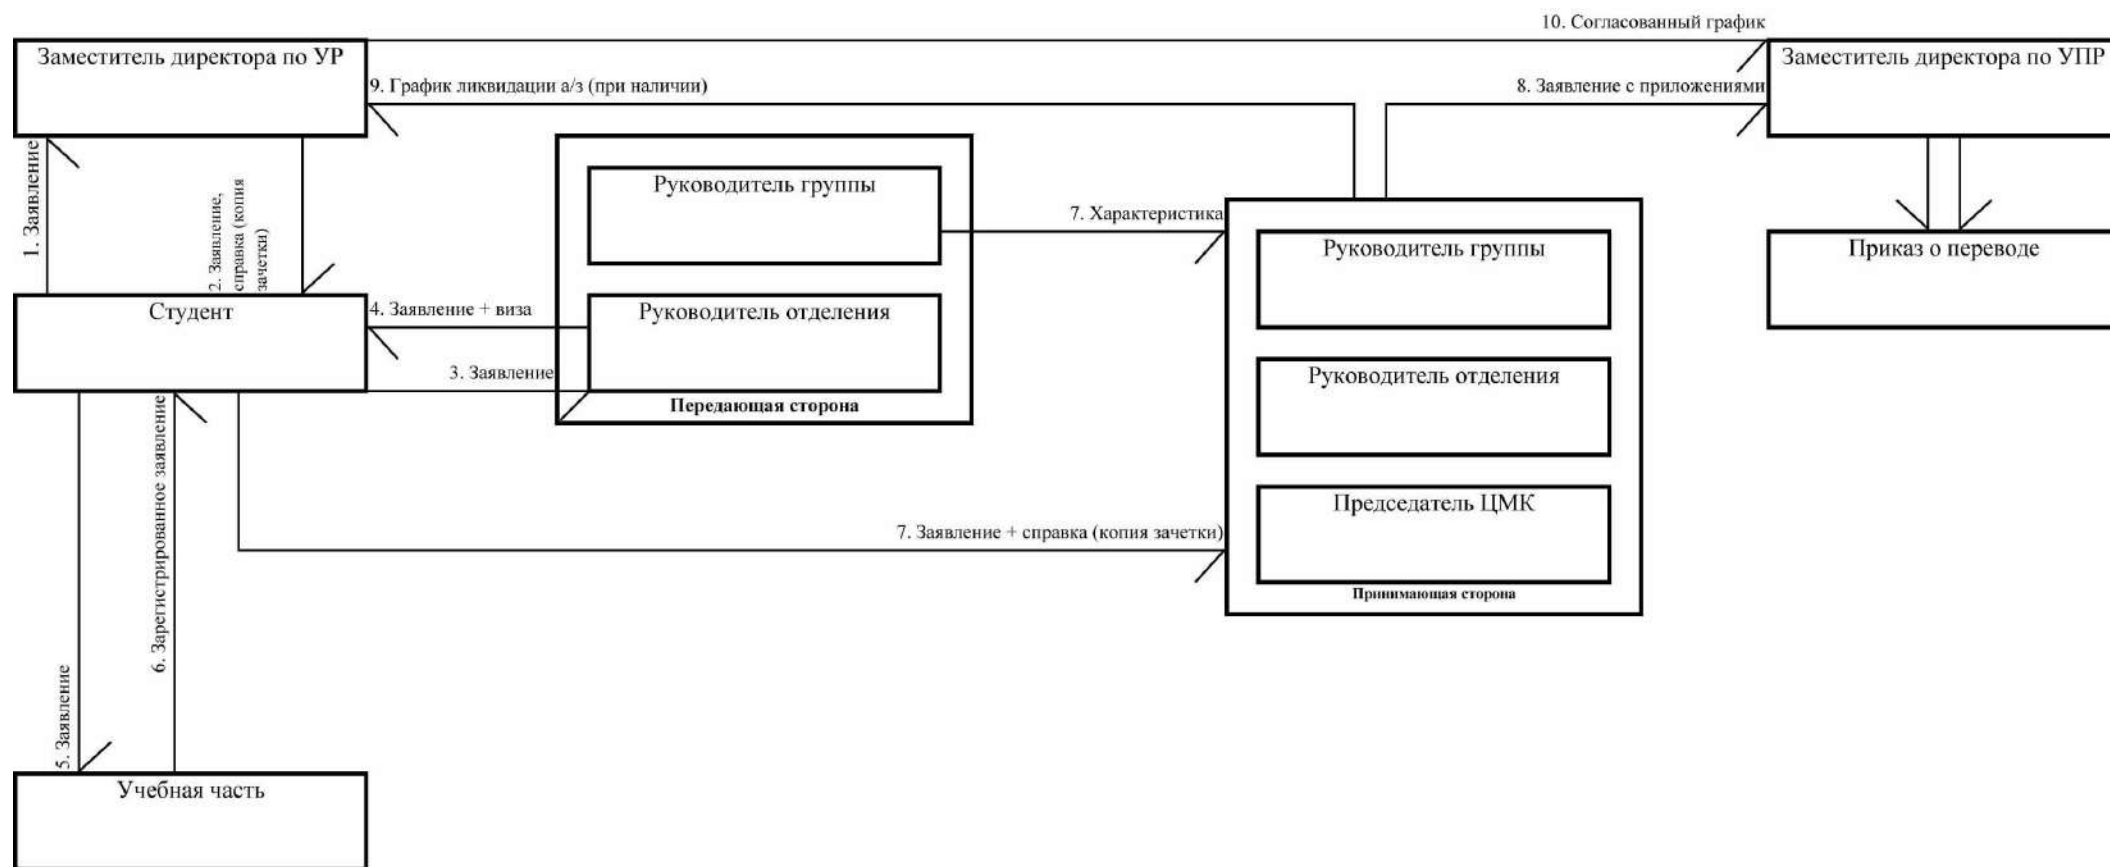 10. Согласованный график
Заместитель директора по УР
Заместитель директора по УПР
9. График ликвидации а/з (при наличии)
8. Заявление с приложениями
1. Заявление
2. Заявление,
справка (копия
зачетки)
Руководитель группы
7. Характеристика
Руководитель группы
Приказ о переводе
Студент
4. Заявление + виза
Руководитель отделения
3. Заявление
Передающая сторона
Руководитель отделения
6. Зарегистрированное заявление
7. Заявление + справка (копия зачетки)
Председатель ЦМК
Принимающая сторона
5. Заявление
Учебная часть